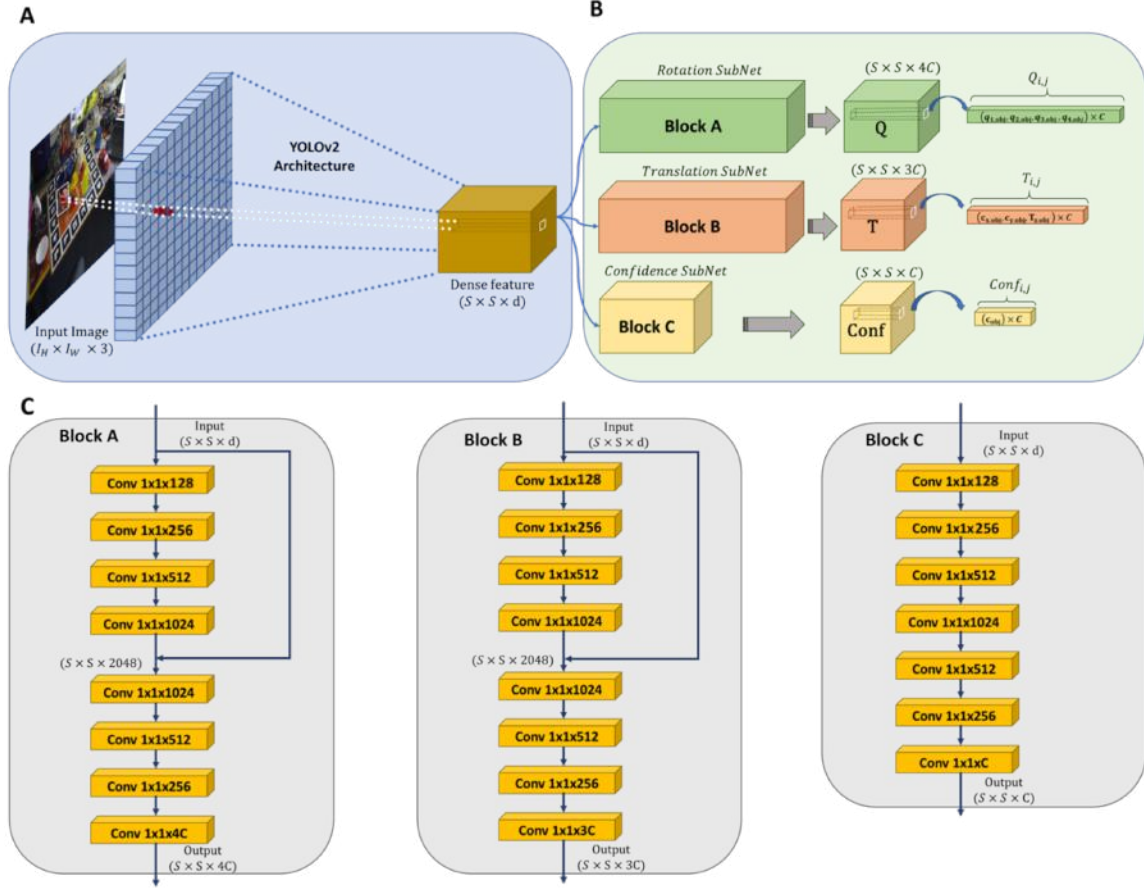 A
YOLOv2
Architecture
Input Image
(I_H × I_W × 3)
Dense feature
(S × S × d)
B
Rotation SubNet
Block A
(S × S × 4C)
Q
Q_{i,j}
(q_{1,obj}, q_{2,obj}, q_{3,obj}, q_{4,obj}) × C
Translation SubNet
Block B
(S × S × 3C)
T
T_{i,j}
(c_{x,obj}, c_{y,obj}, T_{z,obj}) × C
Confidence SubNet
Block C
(S × S × C)
Conf
Conf_{i,j}
(c_{obj}) × C
C
Block A
Input
(S × S × d)
Conv 1x1x128
Conv 1x1x256
Conv 1x1x512
Conv 1x1x1024
(S × S × 2048)
Conv 1x1x1024
Conv 1x1x512
Conv 1x1x256
Conv 1x1x4C
Output
(S × S × 4C)
Block B
Input
(S × S × d)
Conv 1x1x128
Conv 1x1x256
Conv 1x1x512
Conv 1x1x1024
(S × S × 2048)
Conv 1x1x1024
Conv 1x1x512
Conv 1x1x256
Conv 1x1x3C
Output
(S × S × 3C)
Block C
Input
(S × S × d)
Conv 1x1x128
Conv 1x1x256
Conv 1x1x512
Conv 1x1x1024
Conv 1x1x512
Conv 1x1x256
Conv 1x1xC
Output
(S × S × C)